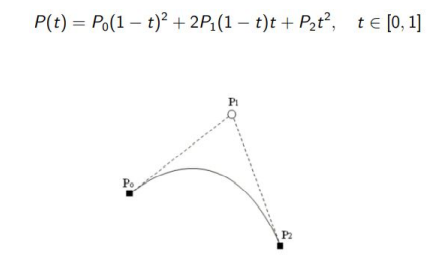 P(t) = P₀(1 − t)² + 2P₁(1 − t)t + P₂t², t ∈ [0, 1]
P₁
P₀
P₂